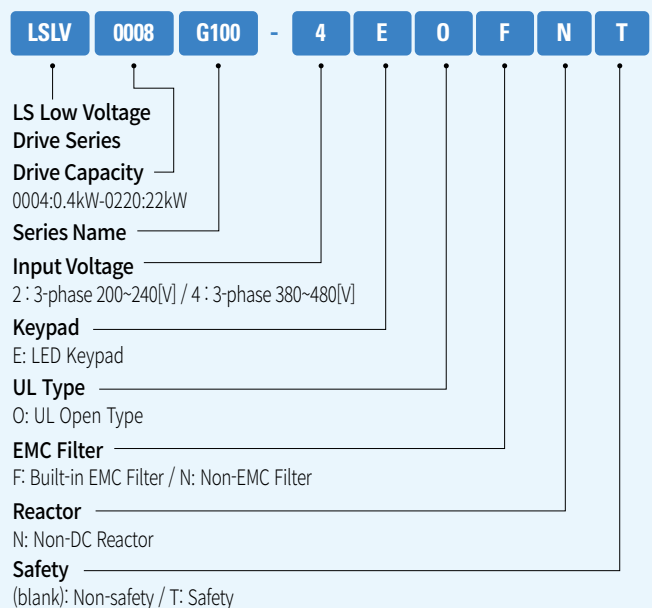 LSLV 0008 G100 - 4 E O F N T
LS Low Voltage
Drive Series
Drive Capacity
0004:0.4kW-0220:22kW
Series Name
Input Voltage
2 : 3-phase 200~240[V] / 4 : 3-phase 380~480[V]
Keypad
E: LED Keypad
UL Type
O: UL Open Type
EMC Filter
F: Built-in EMC Filter / N: Non-EMC Filter
Reactor
N: Non-DC Reactor
Safety
(blank): Non-safety / T: Safety